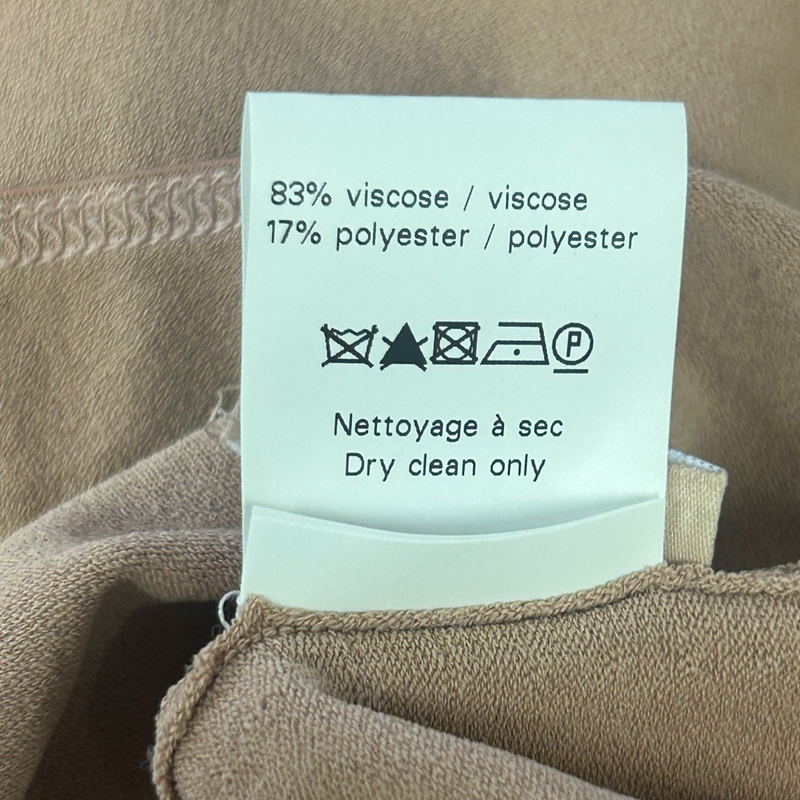 83% viscose / viscose
17% polyester / polyester
P
Nettoyage à sec
Dry clean only